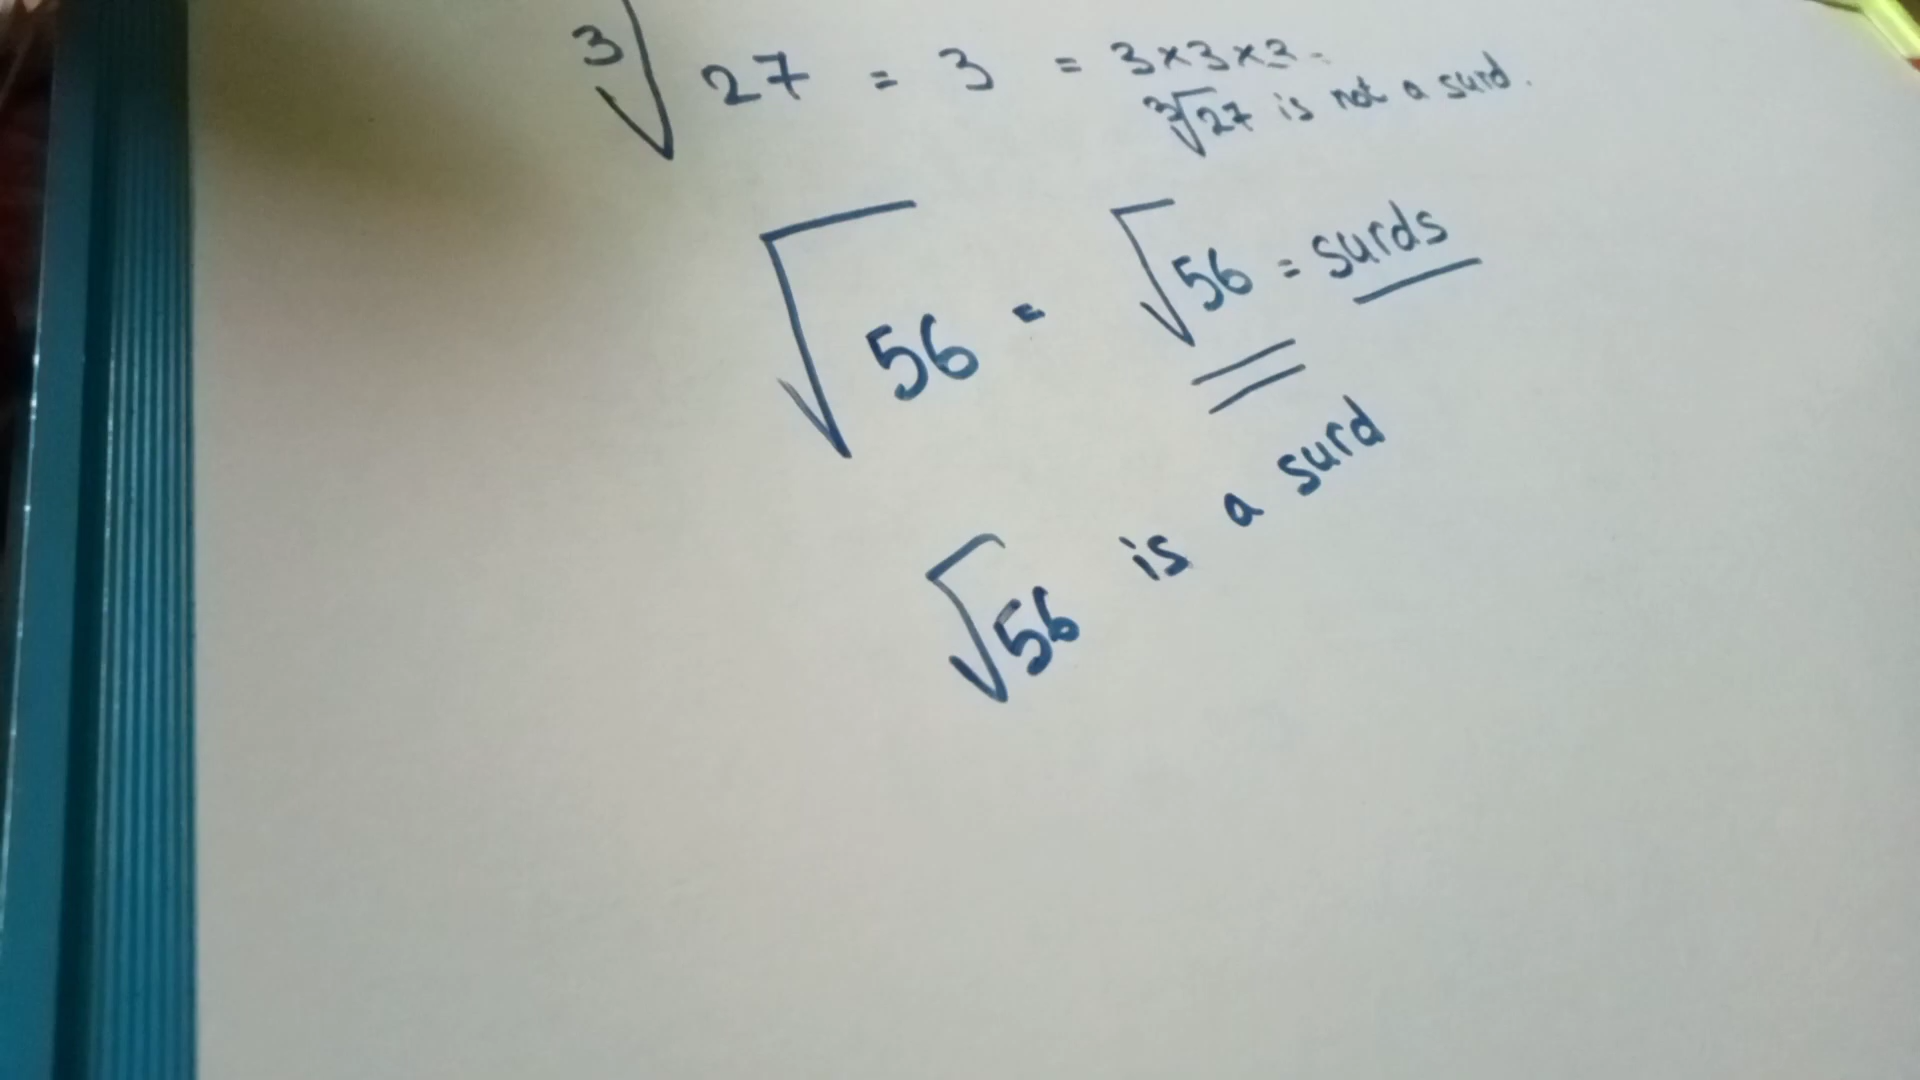 ³√27 = 3 = 3×3×3.
³√27 is not a surd.
√56 = √56 = surds
√56 is a surd